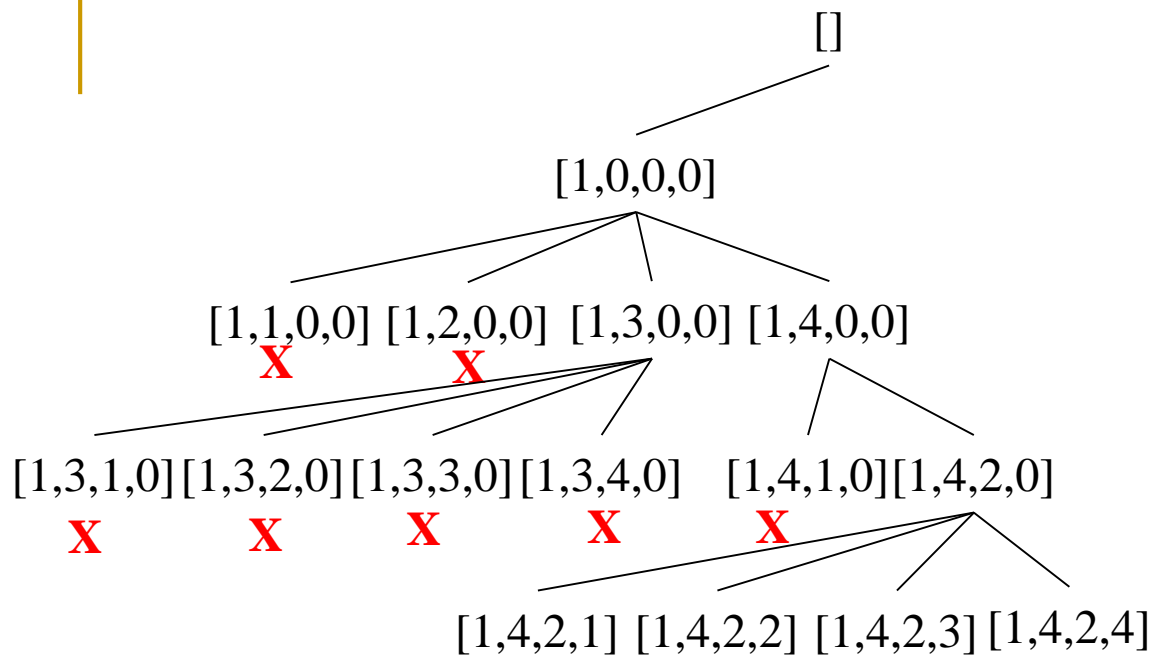 []
[1,0,0,0]
[1,1,0,0] [1,2,0,0] [1,3,0,0] [1,4,0,0]
X X
[1,3,1,0] [1,3,2,0] [1,3,3,0] [1,3,4,0] [1,4,1,0] [1,4,2,0]
X X X X X
[1,4,2,1] [1,4,2,2] [1,4,2,3] [1,4,2,4]